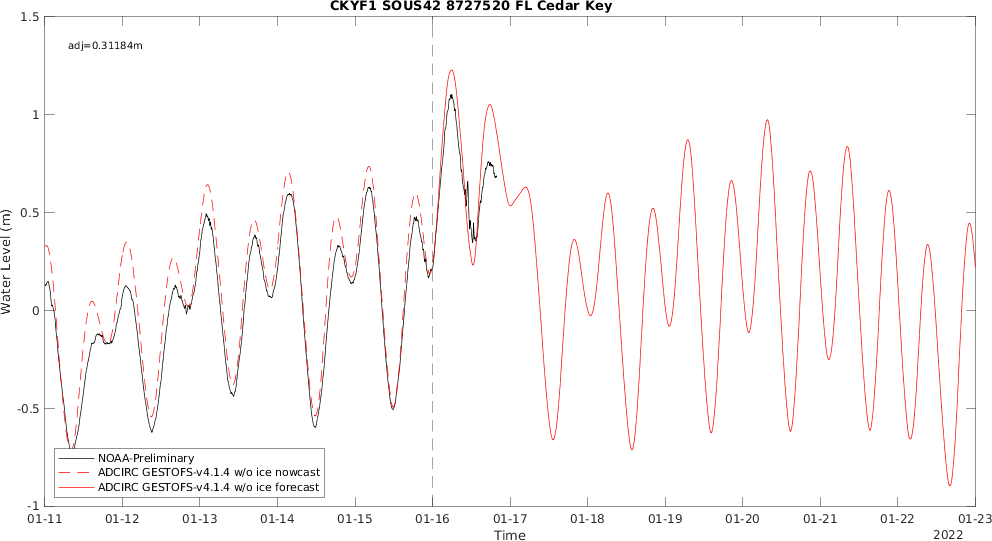 CKYF1 SOUS42 8727520 FL Cedar Key
adj=0.31184m
Water Level (m)
1.5
1
0.5
0
-0.5
-1
NOAA-Preliminary
ADCIRC GESTOFS-v4.1.4 w/o ice nowcast
ADCIRC GESTOFS-v4.1.4 w/o ice forecast
01-11 01-12 01-13 01-14 01-15 01-16 01-17 01-18 01-19 01-20 01-21 01-22 01-23
Time
2022